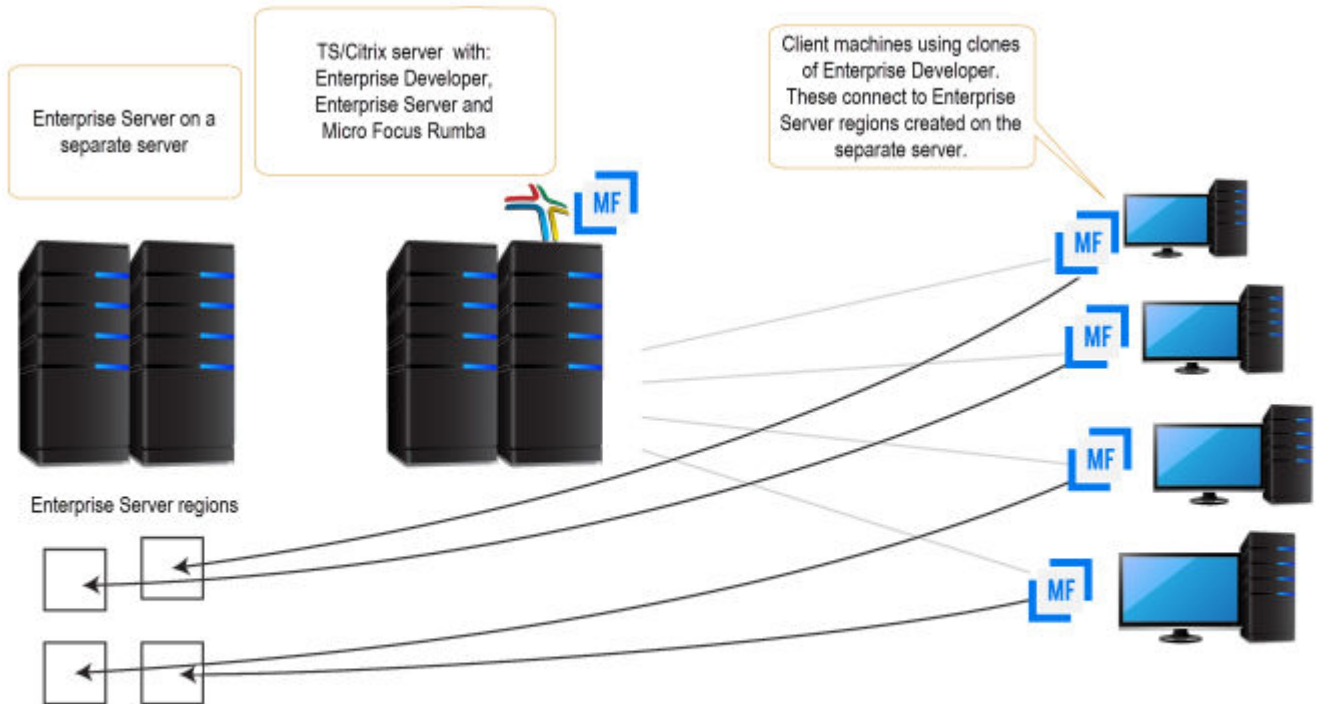 Enterprise Server on a
separate server
TS/Citrix server with:
Enterprise Developer,
Enterprise Server and
Micro Focus Rumba
Client machines using clones
of Enterprise Developer.
These connect to Enterprise
Server regions created on the
separate server.
MF
MF
MF
MF
MF
Enterprise Server regions